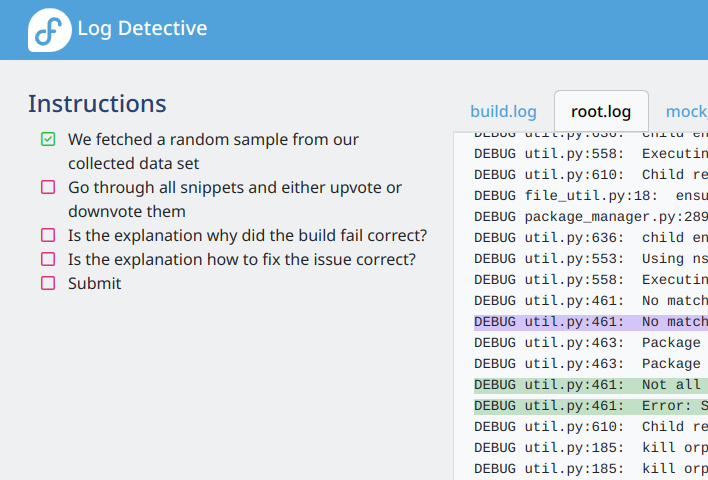 Log Detective
Instructions
We fetched a random sample from our
collected data set
Go through all snippets and either upvote or
downvote them
Is the explanation why did the build fail correct?
Is the explanation how to fix the issue correct?
Submit
build.log root.log mock
DEBUG util.py:636: Child en
DEBUG util.py:558: Executin
DEBUG util.py:610: Child re
DEBUG file_util.py:18: ensu
DEBUG package_manager.py:289
DEBUG util.py:636: child en
DEBUG util.py:553: Using ns
DEBUG util.py:558: Executin
DEBUG util.py:461: No match
DEBUG util.py:461: No match
DEBUG util.py:463: Package
DEBUG util.py:463: Package
DEBUG util.py:461: Not all
DEBUG util.py:461: Error: S
DEBUG util.py:610: Child re
DEBUG util.py:185: kill orp
DEBUG util.py:185: kill orp